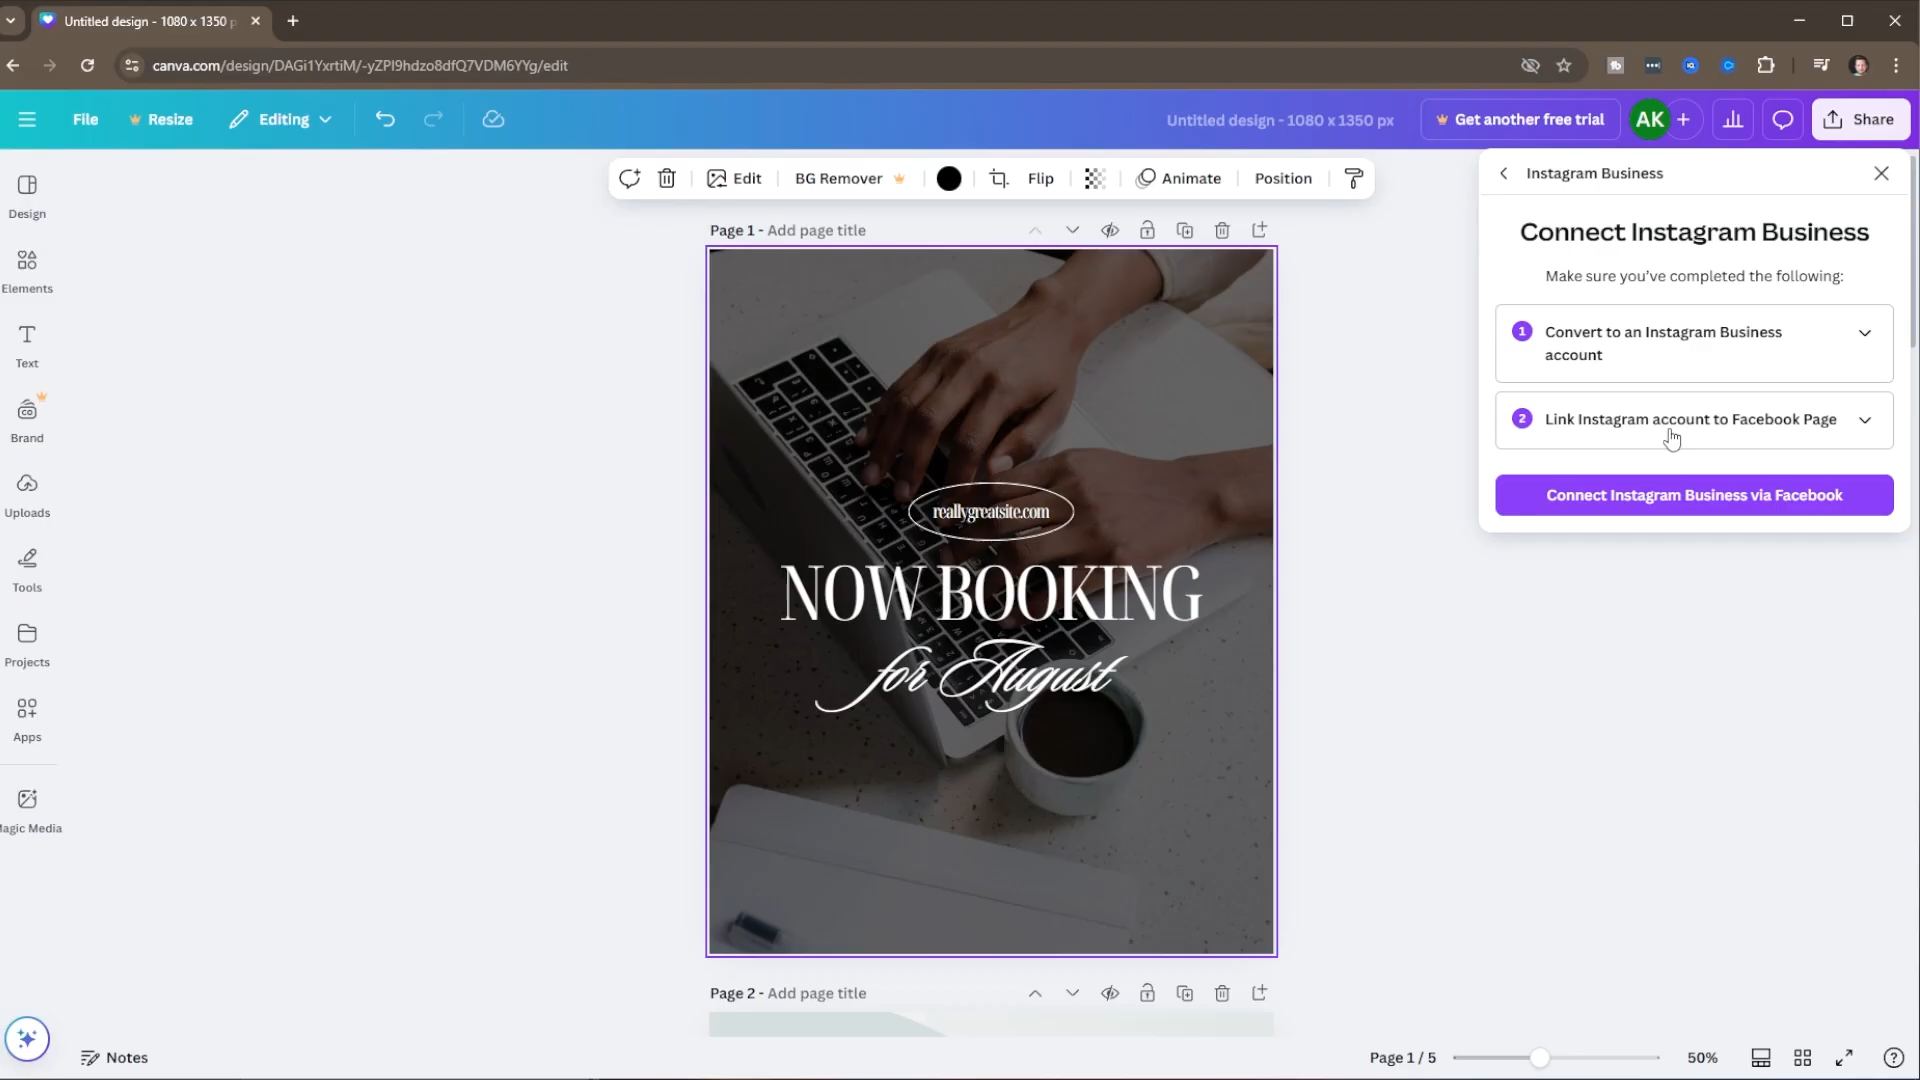 Untitled design - 1080 x 1350 p
canva.com/design/DAGi1YxrtiM/-yZPI9hdzo8dfQ7VDM6YYg/edit
File
Resize
Editing
Untitled design - 1080 x 1350 px
Get another free trial
AK
Share
Edit
BG Remover
Flip
Animate
Position
Instagram Business
Connect Instagram Business
Make sure you've completed the following:
1 Convert to an Instagram Business
account
2 Link Instagram account to Facebook Page
Connect Instagram Business via Facebook
Design
Elements
Text
Brand
Uploads
Tools
Projects
Apps
Magic Media
Page 1 - Add page title
reallygreatsite.com
NOW BOOKING
for August
Page 2 - Add page title
Notes
Page 1 / 5
50%